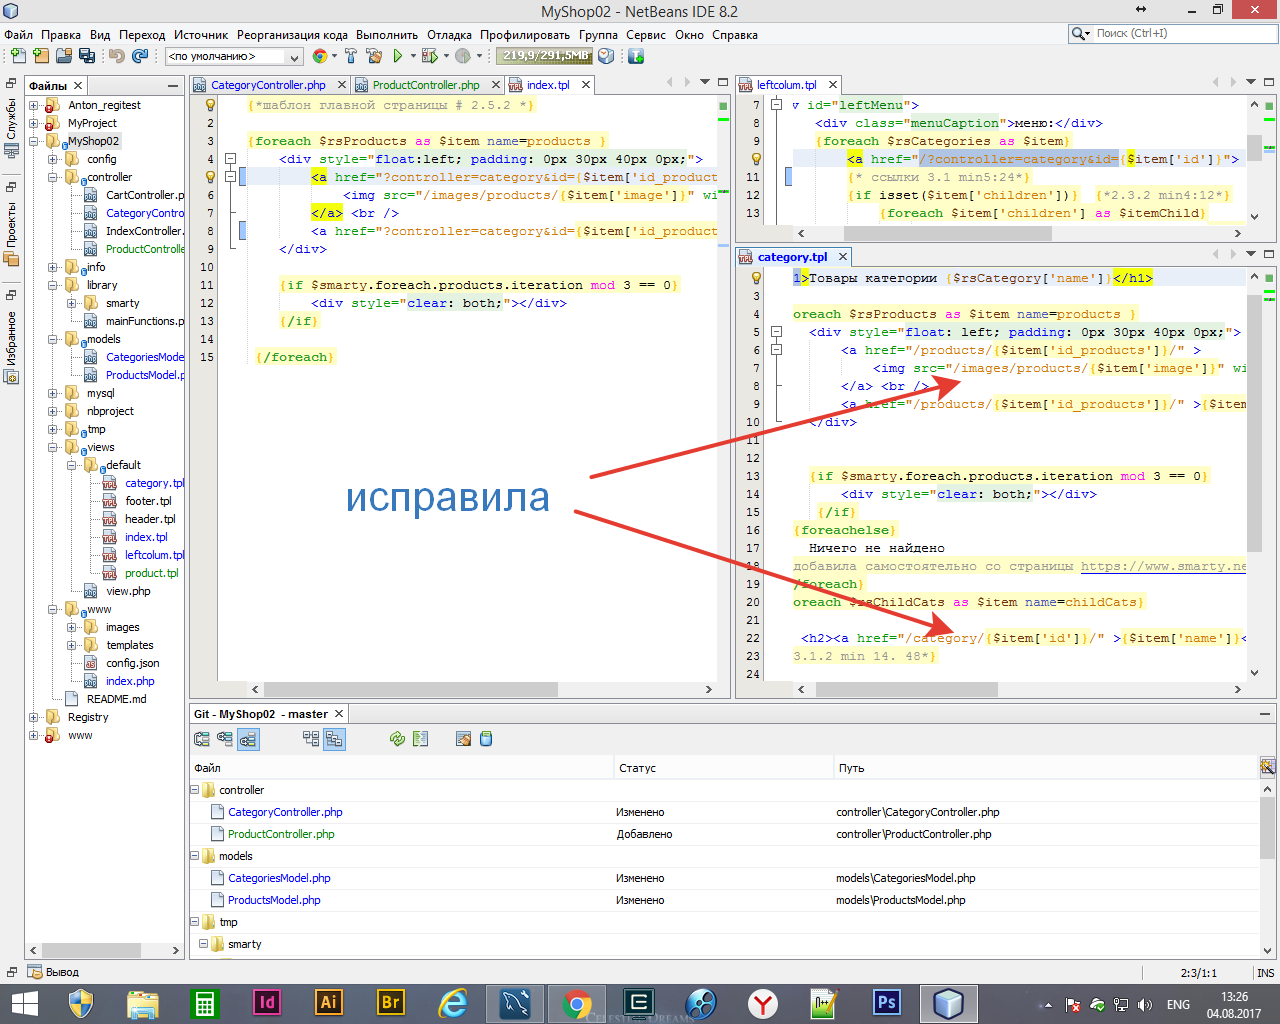 MyShop02 - NetBeans IDE 8.2
Файл Правка Вид Переход Источник Реорганизация кода Выполнить Отладка Профилировать Группа Сервис Окно Справка
Поиск (Ctrl+I)
<по умолчанию>
219,9/291,5MB
Службы
Проекты
Избранное
Файлы
Anton_regitest
MyProject
MyShop02
config
controller
CartController.p
CategoryContro
IndexController.
ProductControlle
info
library
smarty
mainFunctions.p
models
CategoriesMode
ProductsModel.p
mysql
nbproject
tmp
views
default
category.tpl
footer.tpl
header.tpl
index.tpl
leftcolum.tpl
product.tpl
view.php
www
images
templates
config.json
index.php
README.md
Registry
www
CategoryController.php ProductController.php index.tpl
{*шаблон главной страницы # 2.5.2 *}
2
3 {foreach $rsProducts as $item name=products }
4 <div style="float:left; padding: 0px 30px 40px 0px;">
<a href="?controller=category&id={$item['id_product
6 <img src="/images/products/{$item['image']}" wi
7 </a> <br />
8 <a href="?controller=category&id={$item['id_product
9 </div>
10
11 {if $smarty.foreach.products.iteration mod 3 == 0}
12 <div style="clear: both;"></div>
13 {/if}
14
15 {/foreach}
исправила
leftcolum.tpl
7 v id="leftMenu">
8 <div class="menuCaption">меню:</div>
9 {foreach $rsCategories as $item}
<a href="/?controller=category&id={$item['id']}">
11 {* ссылки 3.1 min5:24*}
12 {if isset($item['children'])} {*2.3.2 min4:12*}
13 {foreach $item['children'] as $itemChild}
category.tpl
1>Товары категории {$rsCategory['name']}</h1>
3
4 oreach $rsProducts as $item name=products }
5 <div style="float: left; padding: 0px 30px 40px 0px;">
6 <a href="/products/{$item['id_products']}/" >
7 <img src="/images/products/{$item['image']}" wi
8 </a> <br />
9 <a href="/products/{$item['id_products']}/" >{$item
10 </div>
11
12
13 {if $smarty.foreach.products.iteration mod 3 == 0}
14 <div style="clear: both;"></div>
15 {/if}
16 {foreachelse}
17 Ничего не найдено
18 добавила самостоятельно со страницы https://www.smarty.ne
19 /foreach}
20 oreach $rsChildCats as $item name=childCats}
21
22 <h2><a href="/category/{$item['id']}/" >{$item['name']}<
23 3.1.2 min 14. 48*}
24
Git - MyShop02 - master
Файл Статус Путь
controller
CategoryController.php Изменено controller\CategoryController.php
ProductController.php Добавлено controller\ProductController.php
models
CategoriesModel.php Изменено models\CategoriesModel.php
ProductsModel.php Изменено models\ProductsModel.php
tmp
smarty
Вывод
2:3/1:1 INS
Id Ai Br Ps
ENG
13:26
04.08.2017